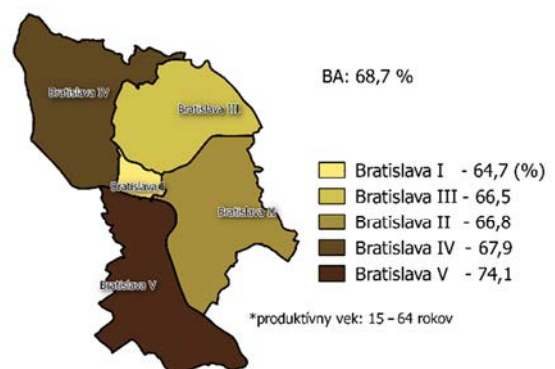 BA: 68,7 %
Bratislava IV
Bratislava III
Bratislava I
Bratislava II
Bratislava V
Bratislava I - 64,7 (%)
Bratislava III - 66,5
Bratislava II - 66,8
Bratislava IV - 67,9
Bratislava V - 74,1
*produktívny vek: 15 – 64 rokov